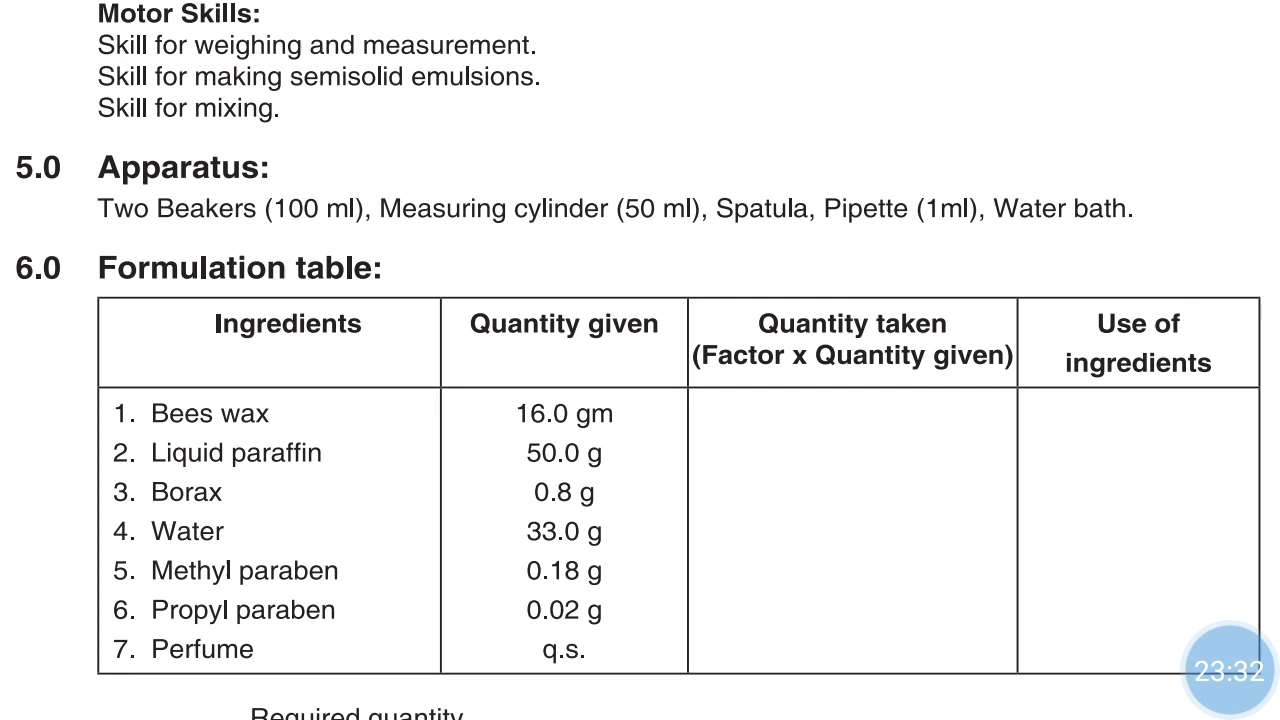 Motor Skills:
Skill for weighing and measurement.
Skill for making semisolid emulsions.
Skill for mixing.
5.0 Apparatus:
Two Beakers (100 ml), Measuring cylinder (50 ml), Spatula, Pipette (1ml), Water bath.
6.0 Formulation table:
Ingredients Quantity given Quantity taken Use of
(Factor x Quantity given) ingredients
1. Bees wax 16.0 gm
2. Liquid paraffin 50.0 g
3. Borax 0.8 g
4. Water 33.0 g
5. Methyl paraben 0.18 g
6. Propyl paraben 0.02 g
7. Perfume q.s.
23:32
Required quantity